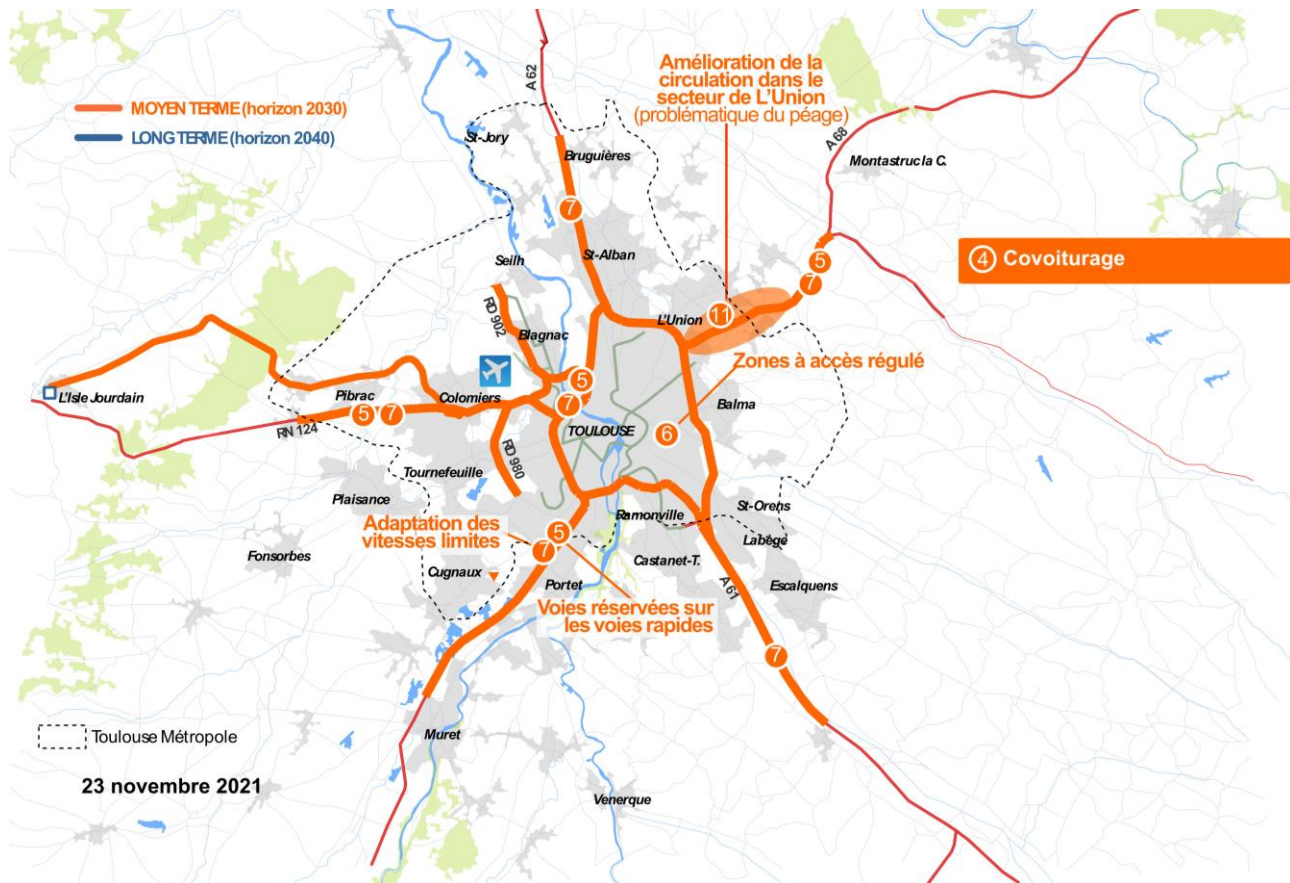 Amélioration de la
circulation dans le
secteur de L'Union
(problématique du péage)
A 62
MOYEN TERME (horizon 2030)
LONG TERME (horizon 2040)
St-Jory
Bruguières
A 68
Montastruc la C.
7
St-Alban
Seilh
5
7
④ Covoiturage
RD 902
11
L'Union
Blagnac
Zones à accès régulé
L'Isle Jourdain
Pibrac
Colomiers
5
7
Balma
5 7
RN 124
TOULOUSE
6
RD 980
Tournefeuille
Plaisance
St-Orens
Ramonville
Adaptation des
vitesses limites
5
7
Labège
Fonsorbes
Castanet-T.
Cugnaux
Portet
A 61
Escalquens
Voies réservées sur
les voies rapides
7
Muret
Toulouse Métropole
23 novembre 2021
Venerque